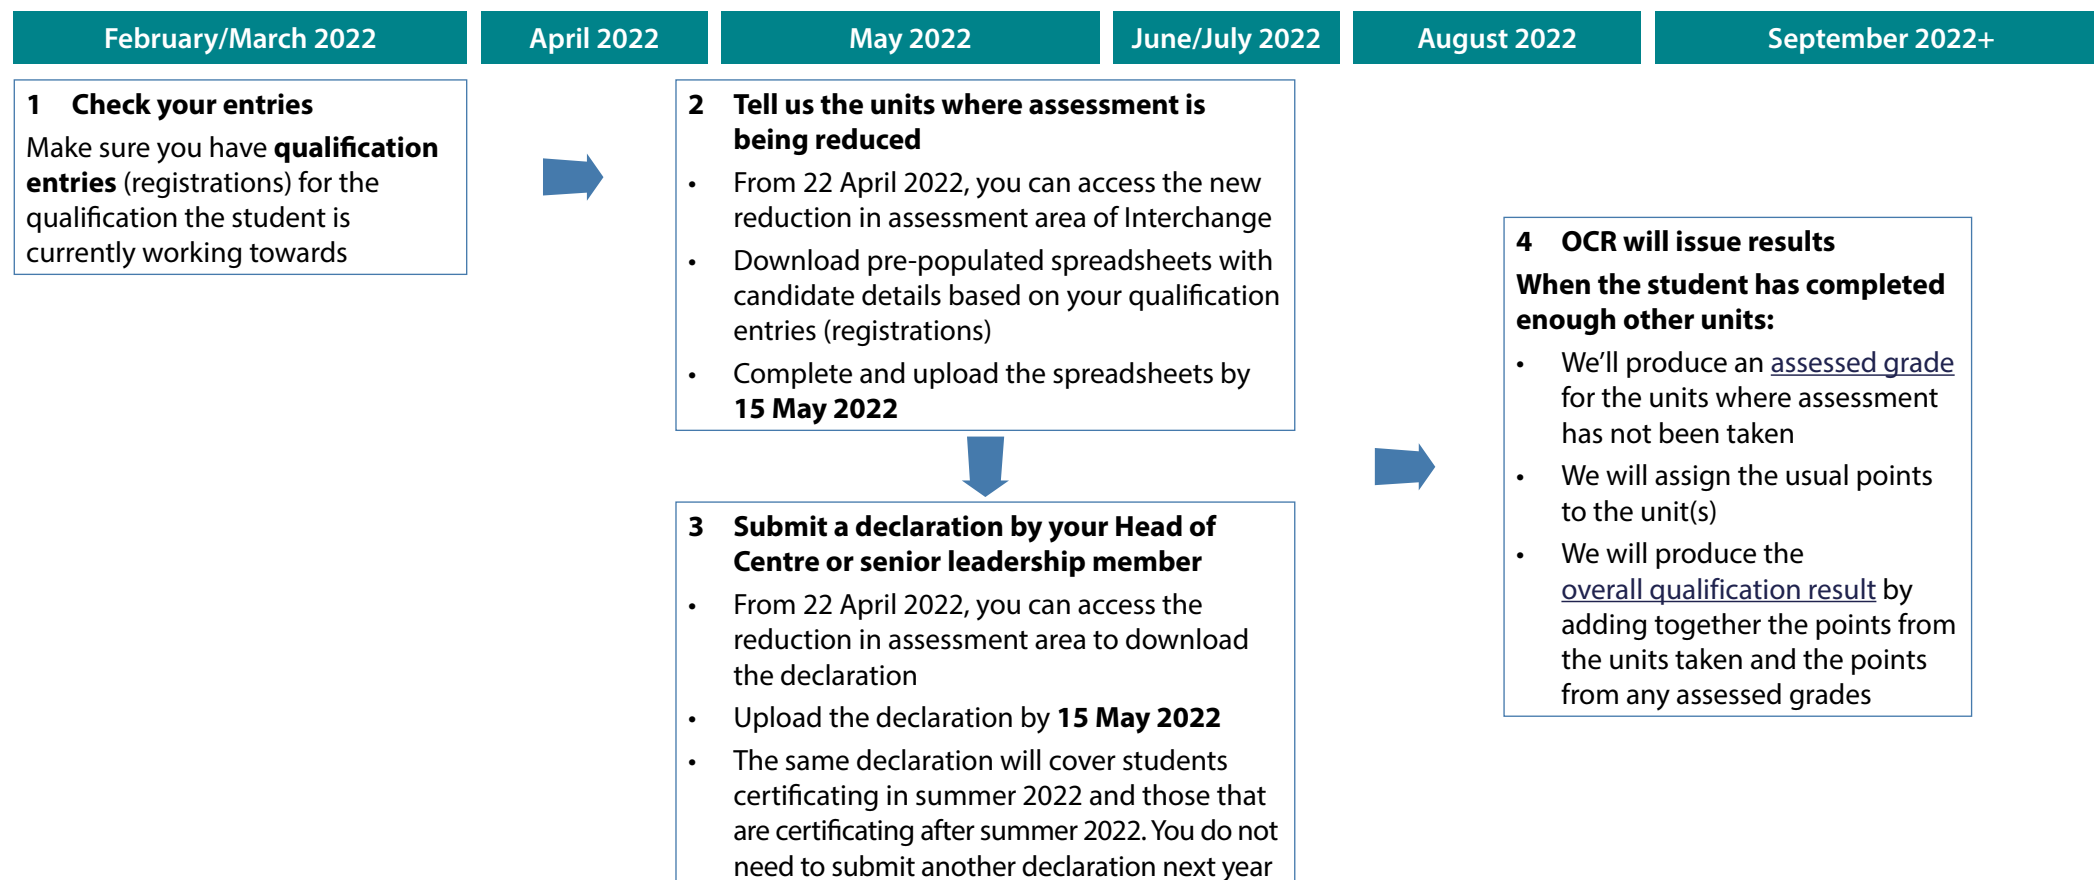 February/March 2022
April 2022
May 2022
June/July 2022
August 2022
September 2022+
1 Check your entries
Make sure you have qualification
entries (registrations) for the
qualification the student is
currently working towards
2 Tell us the units where assessment is
being reduced
• From 22 April 2022, you can access the new
reduction in assessment area of Interchange
• Download pre-populated spreadsheets with
candidate details based on your qualification
entries (registrations)
• Complete and upload the spreadsheets by
15 May 2022
3 Submit a declaration by your Head of
Centre or senior leadership member
• From 22 April 2022, you can access the
reduction in assessment area to download
the declaration
• Upload the declaration by 15 May 2022
• The same declaration will cover students
certificating in summer 2022 and those that
are certificating after summer 2022. You do not
need to submit another declaration next year
4 OCR will issue results
When the student has completed
enough other units:
• We'll produce an assessed grade
for the units where assessment
has not been taken
• We will assign the usual points
to the unit(s)
• We will produce the
overall qualification result by
adding together the points from
the units taken and the points
from any assessed grades